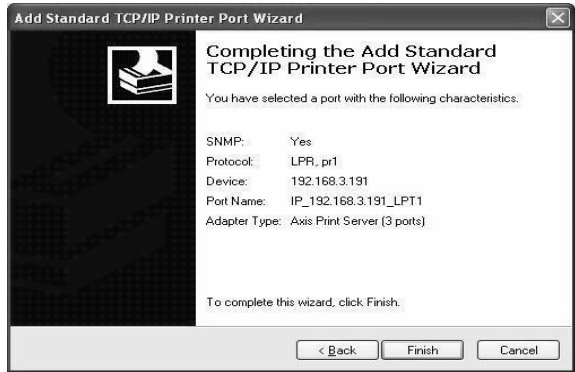 Add Standard TCP/IP Printer Port Wizard
Completing the Add Standard
TCP/IP Printer Port Wizard
You have selected a port with the following characteristics.
SNMP: Yes
Protocol: LPR, pr1
Device: 192.168.3.191
Port Name: IP_192.168.3.191_LPT1
Adapter Type: Axis Print Server (3 ports)
To complete this wizard, click Finish.
< Back Finish Cancel